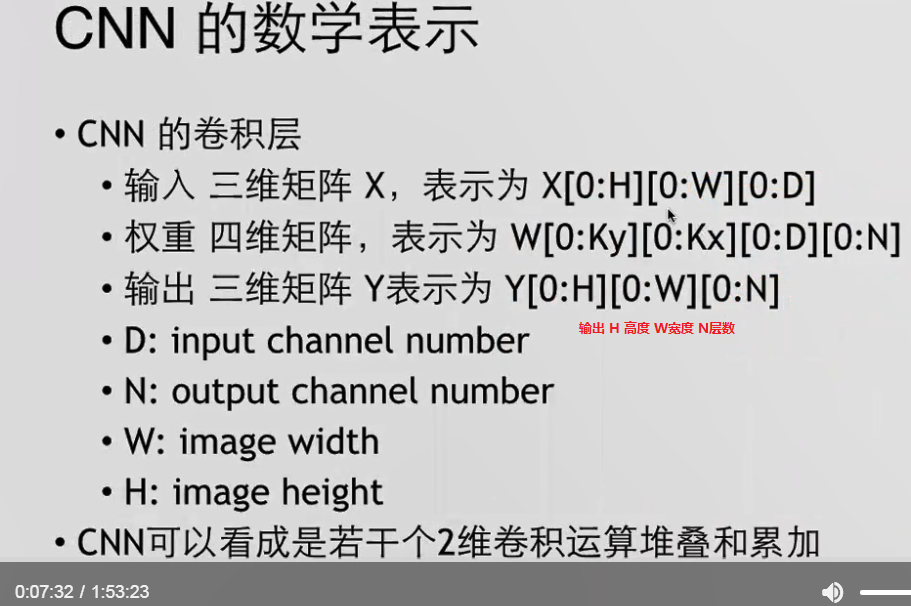 CNN 的数学表示
• CNN 的卷积层
• 输入 三维矩阵 X，表示为 X[0:H][0:W][0:D]
• 权重 四维矩阵，表示为 W[0:Ky][0:Kx][0:D][0:N]
• 输出 三维矩阵 Y表示为 Y[0:H][0:W][0:N]
输出 H 高度 W宽度 N层数
• D: input channel number
• N: output channel number
• W: image width
• H: image height
• CNN可以看成是若干个2维卷积运算堆叠和累加
0:07:32 / 1:53:23